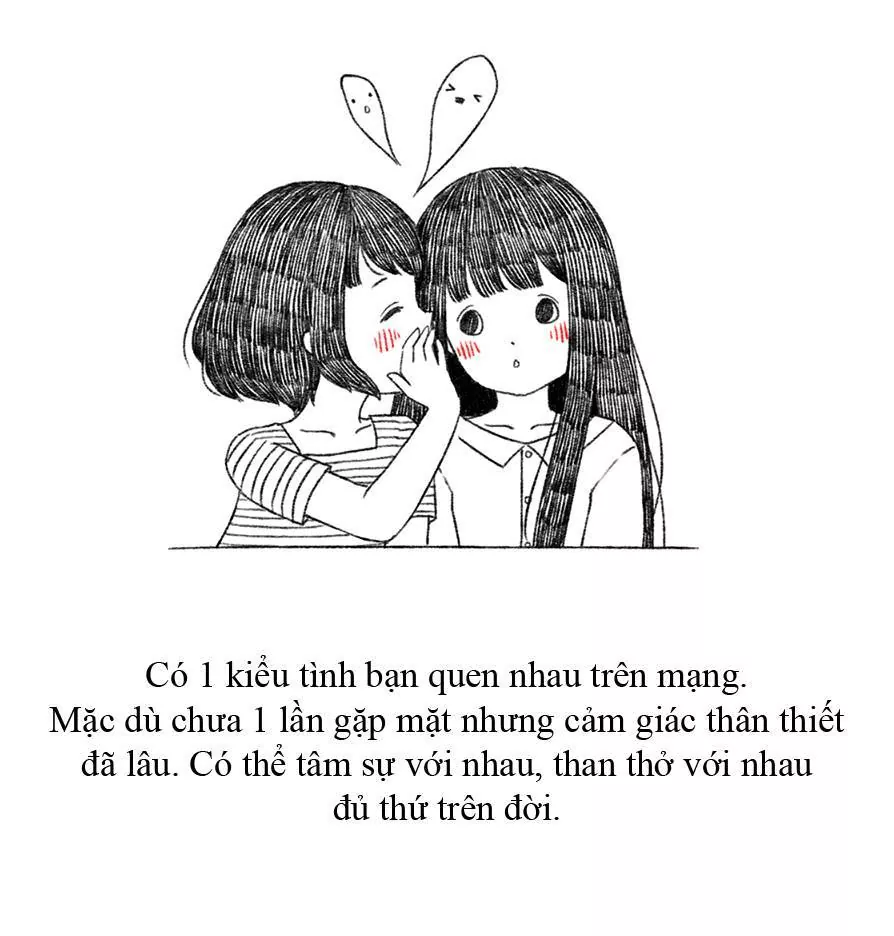 Có 1 kiểu tình bạn quen nhau trên mạng.
Mặc dù chưa 1 lần gặp mặt nhưng cảm giác thân thiết
đã lâu. Có thể tâm sự với nhau, than thở với nhau
đủ thứ trên đời.